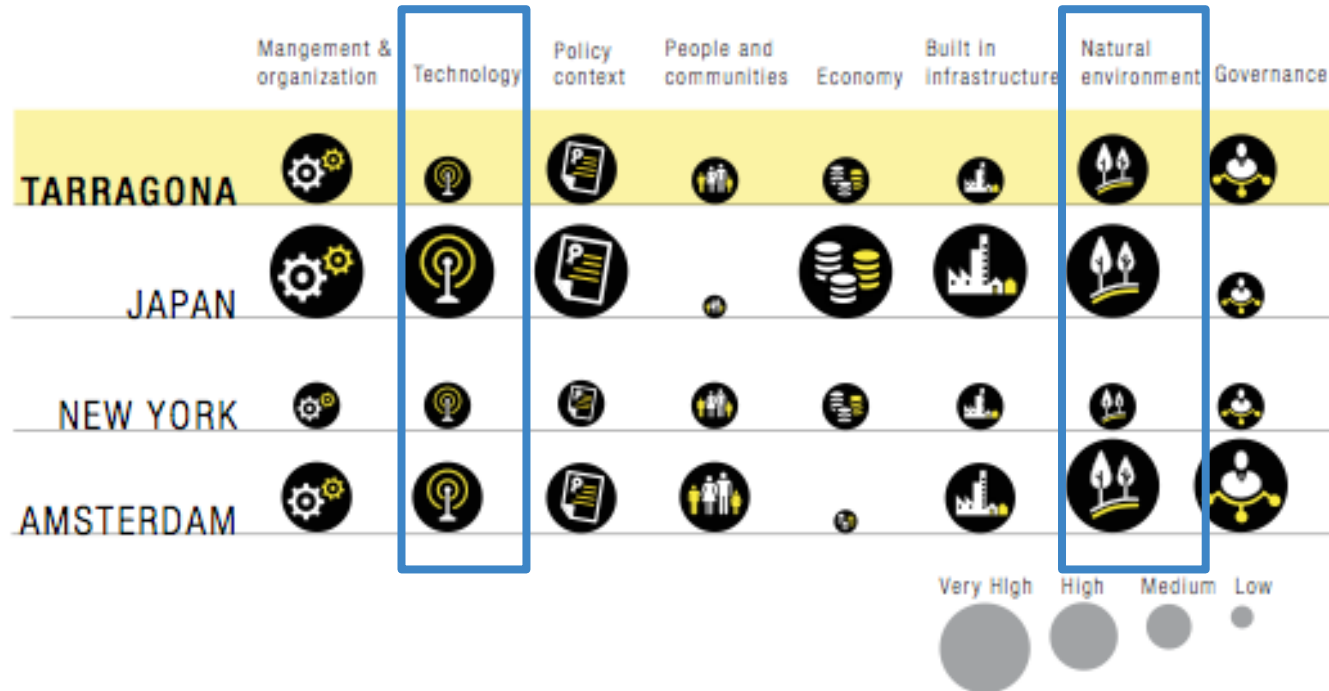 Mangement & organization
Technology
Policy context
People and communities
Economy
Built in infrastructure
Natural environment
Governance
TARRAGONA
P
JAPAN
P
NEW YORK
P
AMSTERDAM
P
Very HIgh High Medium Low